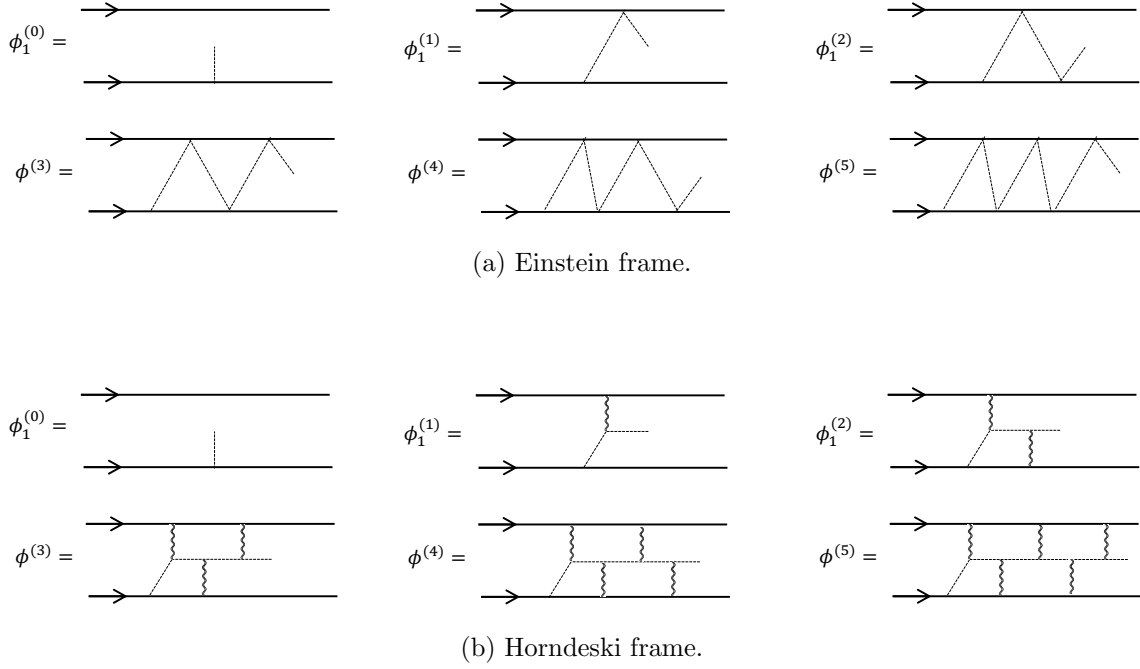 ϕ₁⁽⁰⁾ = ϕ₁⁽¹⁾ = ϕ₁⁽²⁾ =
ϕ⁽³⁾ = ϕ⁽⁴⁾ = ϕ⁽⁵⁾ =
(a) Einstein frame.
ϕ₁⁽⁰⁾ = ϕ₁⁽¹⁾ = ϕ₁⁽²⁾ =
ϕ⁽³⁾ = ϕ⁽⁴⁾ = ϕ⁽⁵⁾ =
(b) Horndeski frame.